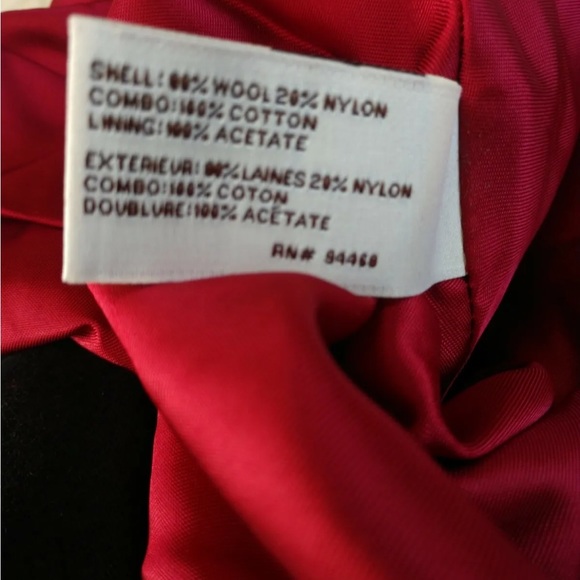 SHELL: 80% WOOL 20% NYLON
COMBO: 100% COTTON
LINING: 100% ACETATE
EXTERIEUR: 80% LAINES 20% NYLON
COMBO: 100% COTON
DOUBLURE: 100% ACÉTATE
RN#